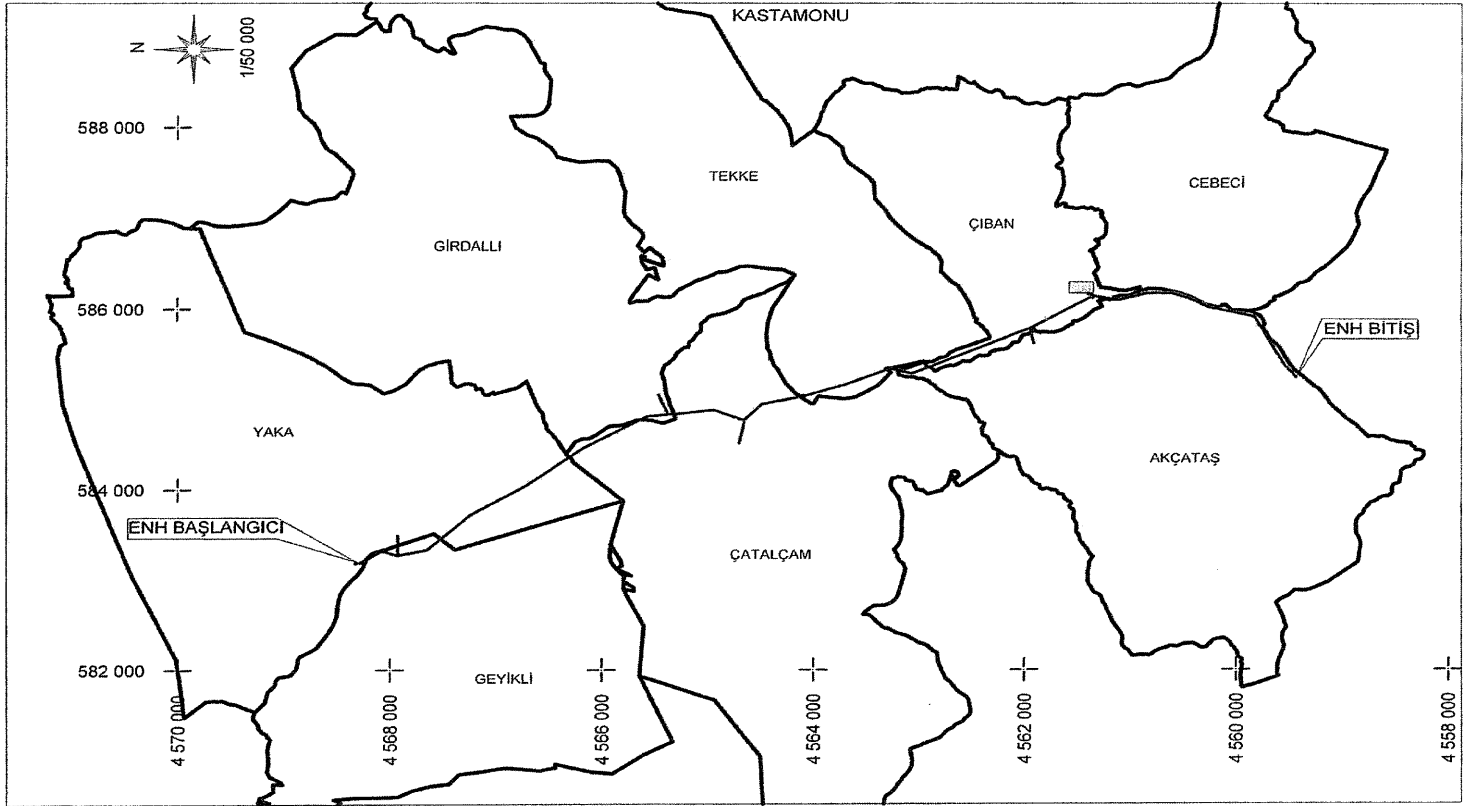 KASTAMONU
N
1/50 000
588 000
TEKKE
CEBECİ
ÇIBAN
GİRDALLI
586 000
ENH BİTİŞ
YAKA
AKÇATAŞ
584 000
ENH BAŞLANGICI
ÇATALÇAM
582 000
GEYİKLİ
4 570 000
4 568 000
4 566 000
4 564 000
4 562 000
4 560 000
4 558 000